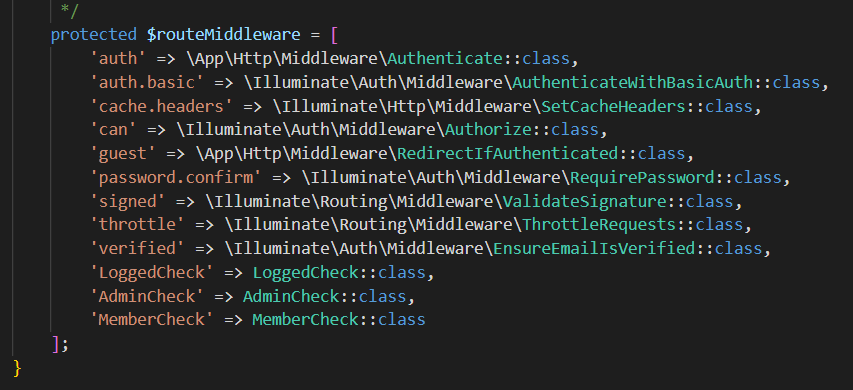 */
protected $routeMiddleware = [
'auth' => \App\Http\Middleware\Authenticate::class,
'auth.basic' => \Illuminate\Auth\Middleware\AuthenticateWithBasicAuth::class,
'cache.headers' => \Illuminate\Http\Middleware\SetCacheHeaders::class,
'can' => \Illuminate\Auth\Middleware\Authorize::class,
'guest' => \App\Http\Middleware\RedirectIfAuthenticated::class,
'password.confirm' => \Illuminate\Auth\Middleware\RequirePassword::class,
'signed' => \Illuminate\Routing\Middleware\ValidateSignature::class,
'throttle' => \Illuminate\Routing\Middleware\ThrottleRequests::class,
'verified' => \Illuminate\Auth\Middleware\EnsureEmailIsVerified::class,
'LoggedCheck' => LoggedCheck::class,
'AdminCheck' => AdminCheck::class,
'MemberCheck' => MemberCheck::class
];
}